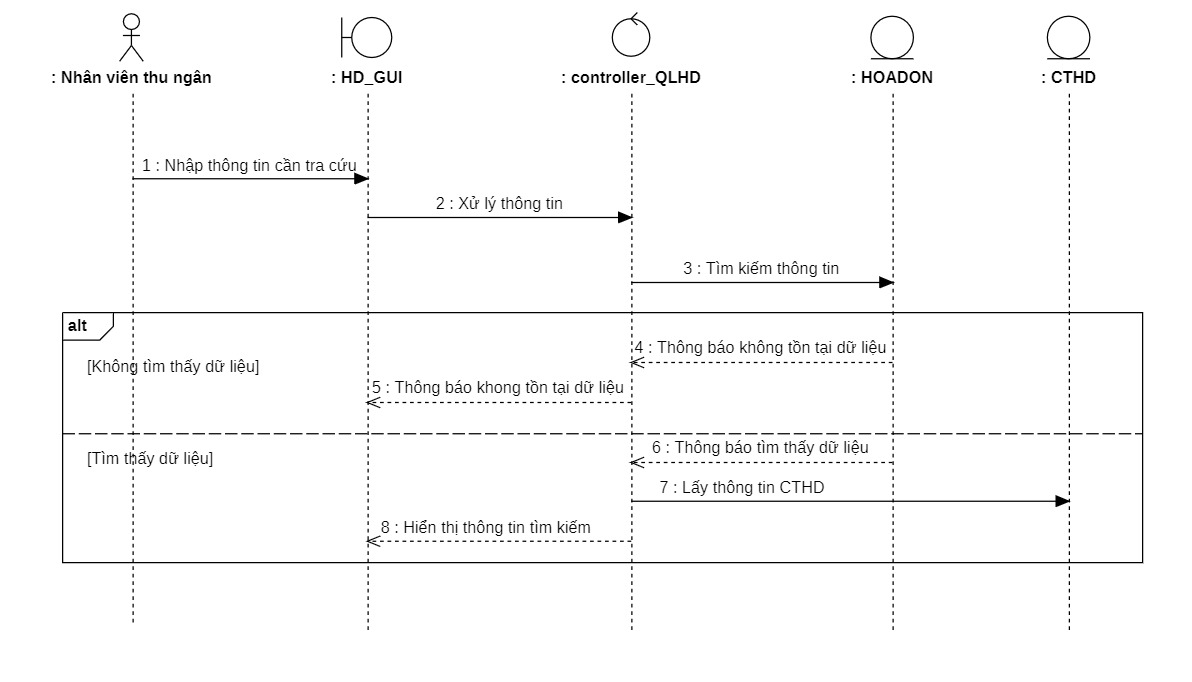 : Nhân viên thu ngân
: HD_GUI
: controller_QLHD
: HOADON
: CTHD
1 : Nhập thông tin cần tra cứu
2 : Xử lý thông tin
3 : Tìm kiếm thông tin
alt
4 : Thông báo không tồn tại dữ liệu
[Không tìm thấy dữ liệu]
5 : Thông báo khong tồn tại dữ liệu
6 : Thông báo tìm thấy dữ liệu
[Tìm thấy dữ liệu]
7 : Lấy thông tin CTHD
8 : Hiển thị thông tin tìm kiếm